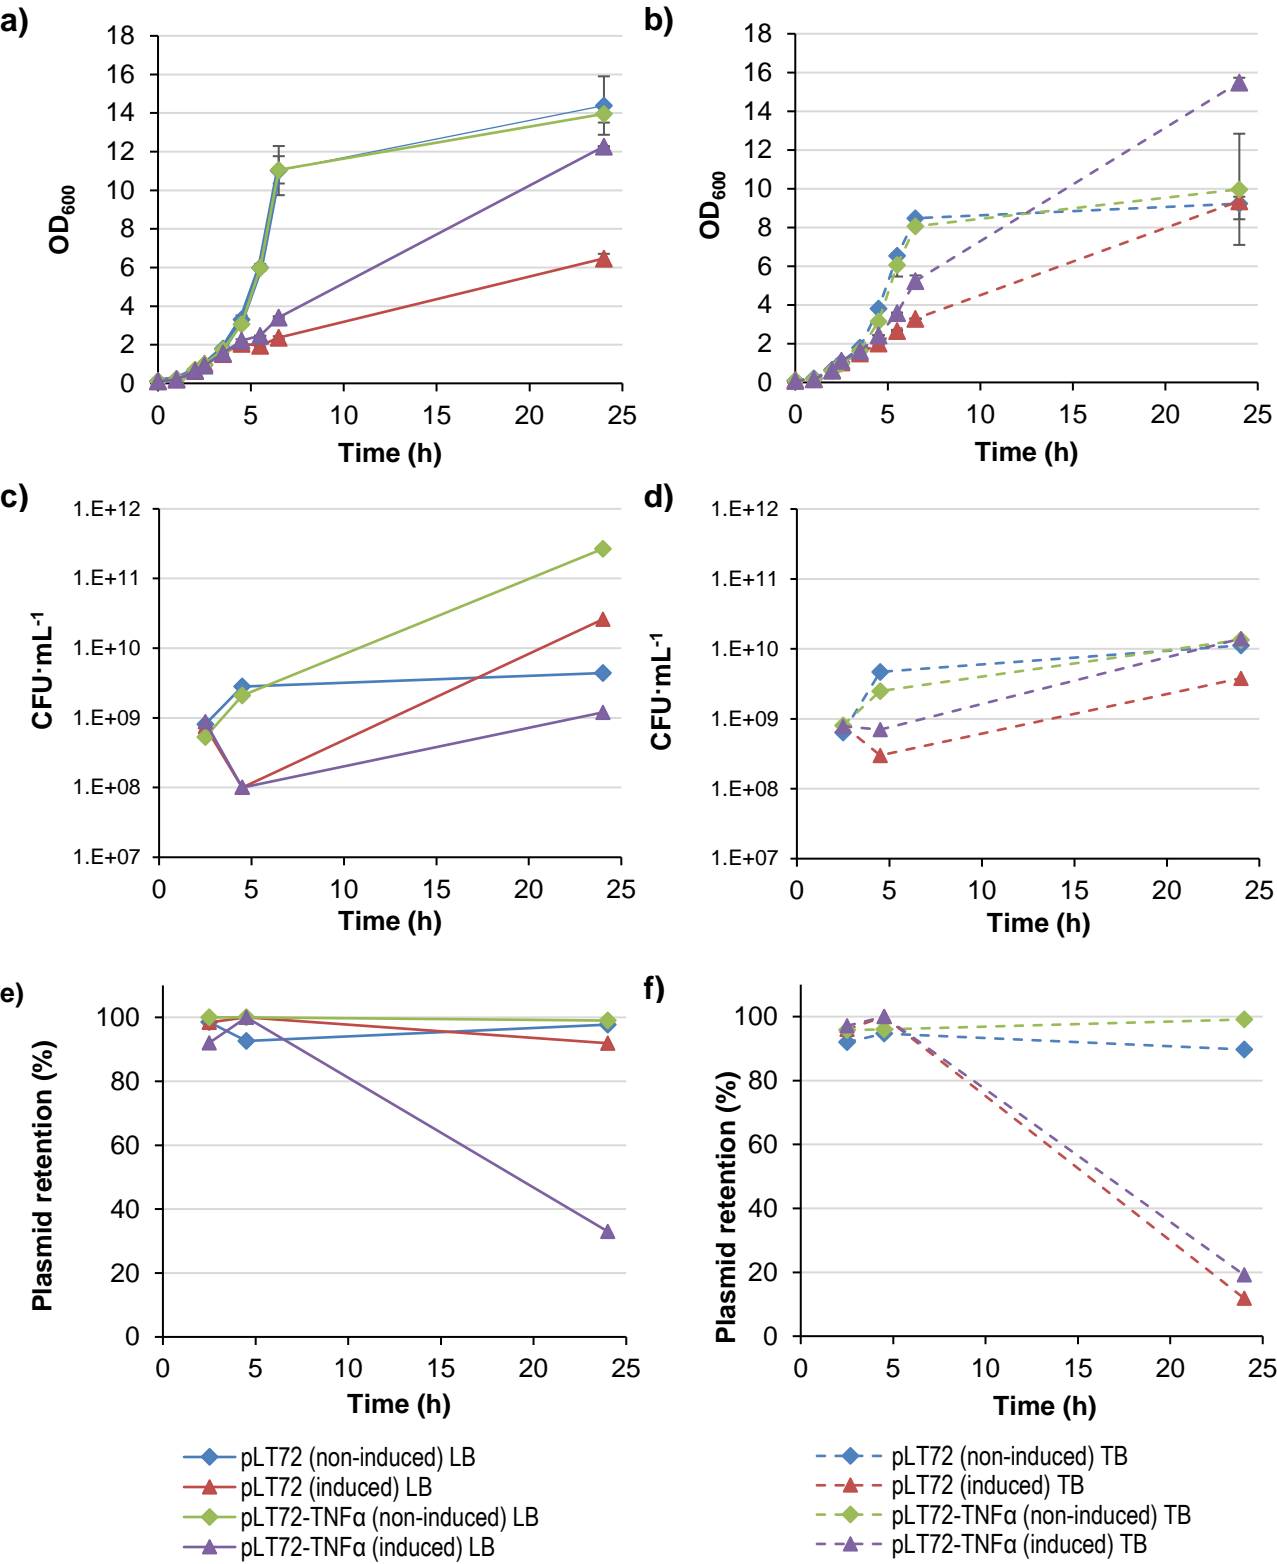 a)
18
16
14
12
10
8
6
4
2
0
OD600
0 5 10 15 20 25
Time (h)
b)
18
16
14
12
10
8
6
4
2
0
OD600
0 5 10 15 20 25
Time (h)
c)
1.E+12
1.E+11
1.E+10
1.E+09
1.E+08
1.E+07
CFU·mL-1
0 5 10 15 20 25
Time (h)
d)
1.E+12
1.E+11
1.E+10
1.E+09
1.E+08
1.E+07
CFU·mL-1
0 5 10 15 20 25
Time (h)
e)
100
80
60
40
20
0
Plasmid retention (%)
0 5 10 15 20 25
Time (h)
f)
100
80
60
40
20
0
Plasmid retention (%)
0 5 10 15 20 25
Time (h)
pLT72 (non-induced) LB
pLT72 (induced) LB
pLT72-TNFα (non-induced) LB
pLT72-TNFα (induced) LB
pLT72 (non-induced) TB
pLT72 (induced) TB
pLT72-TNFα (non-induced) TB
pLT72-TNFα (induced) TB